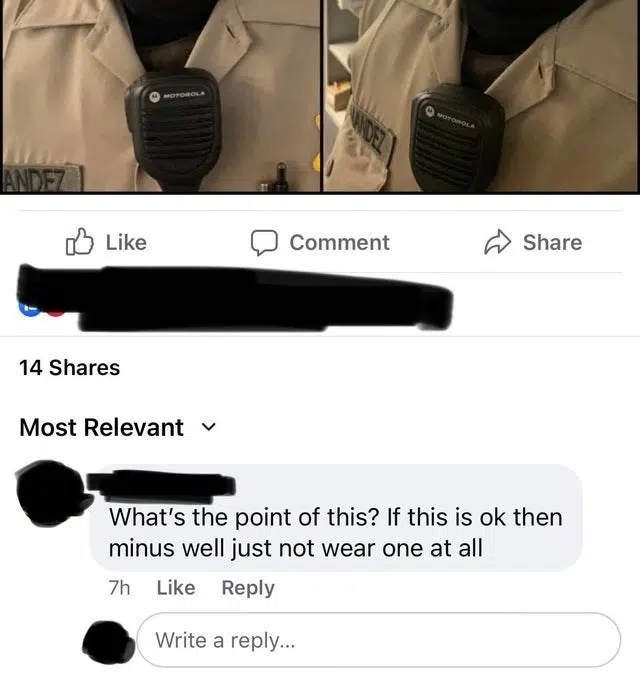 MOTOROLA
MOTOROLA
ANDEZ
ANDEZ
Like Comment Share
14 Shares
Most Relevant
What's the point of this? If this is ok then
minus well just not wear one at all
7h Like Reply
Write a reply...